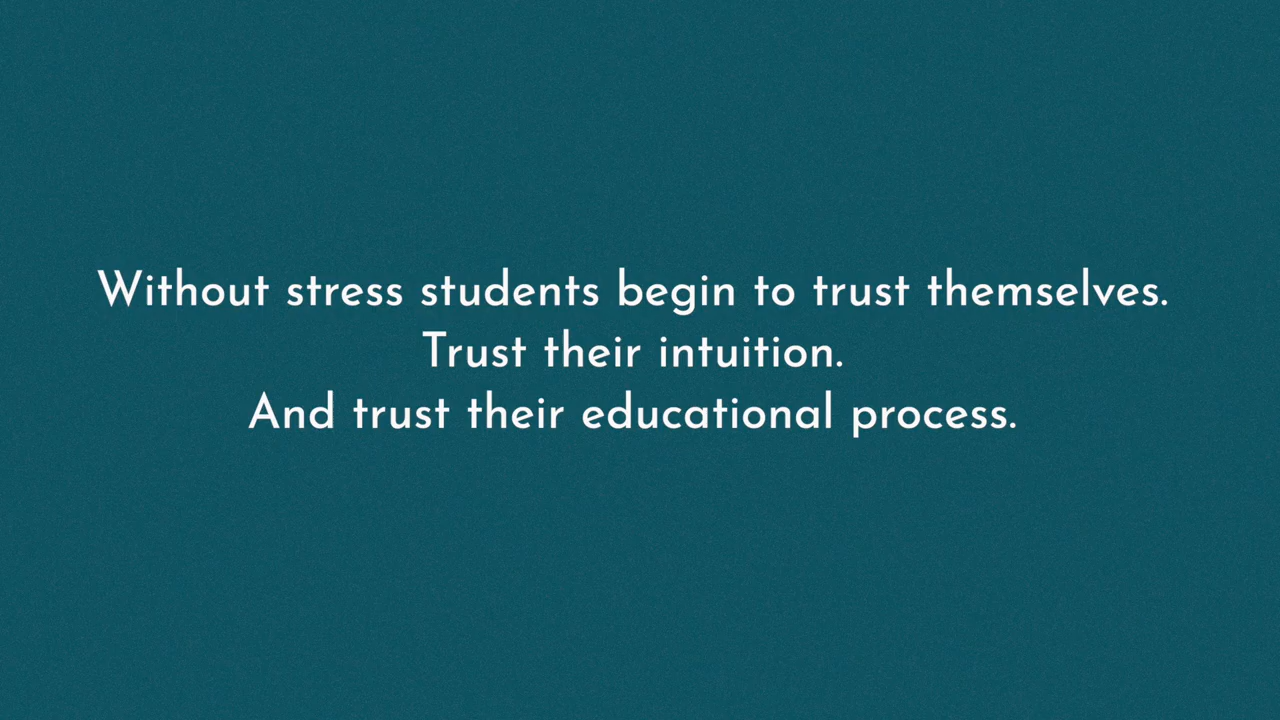 Without stress students begin to trust themselves.
Trust their intuition.
And trust their educational process.